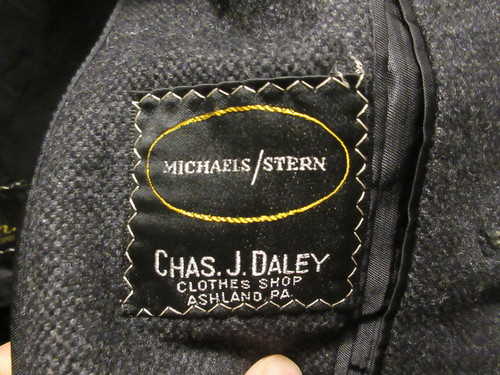 MICHAELS/STERN
CHAS. J. DALEY
CLOTHES SHOP
ASHLAND, PA.